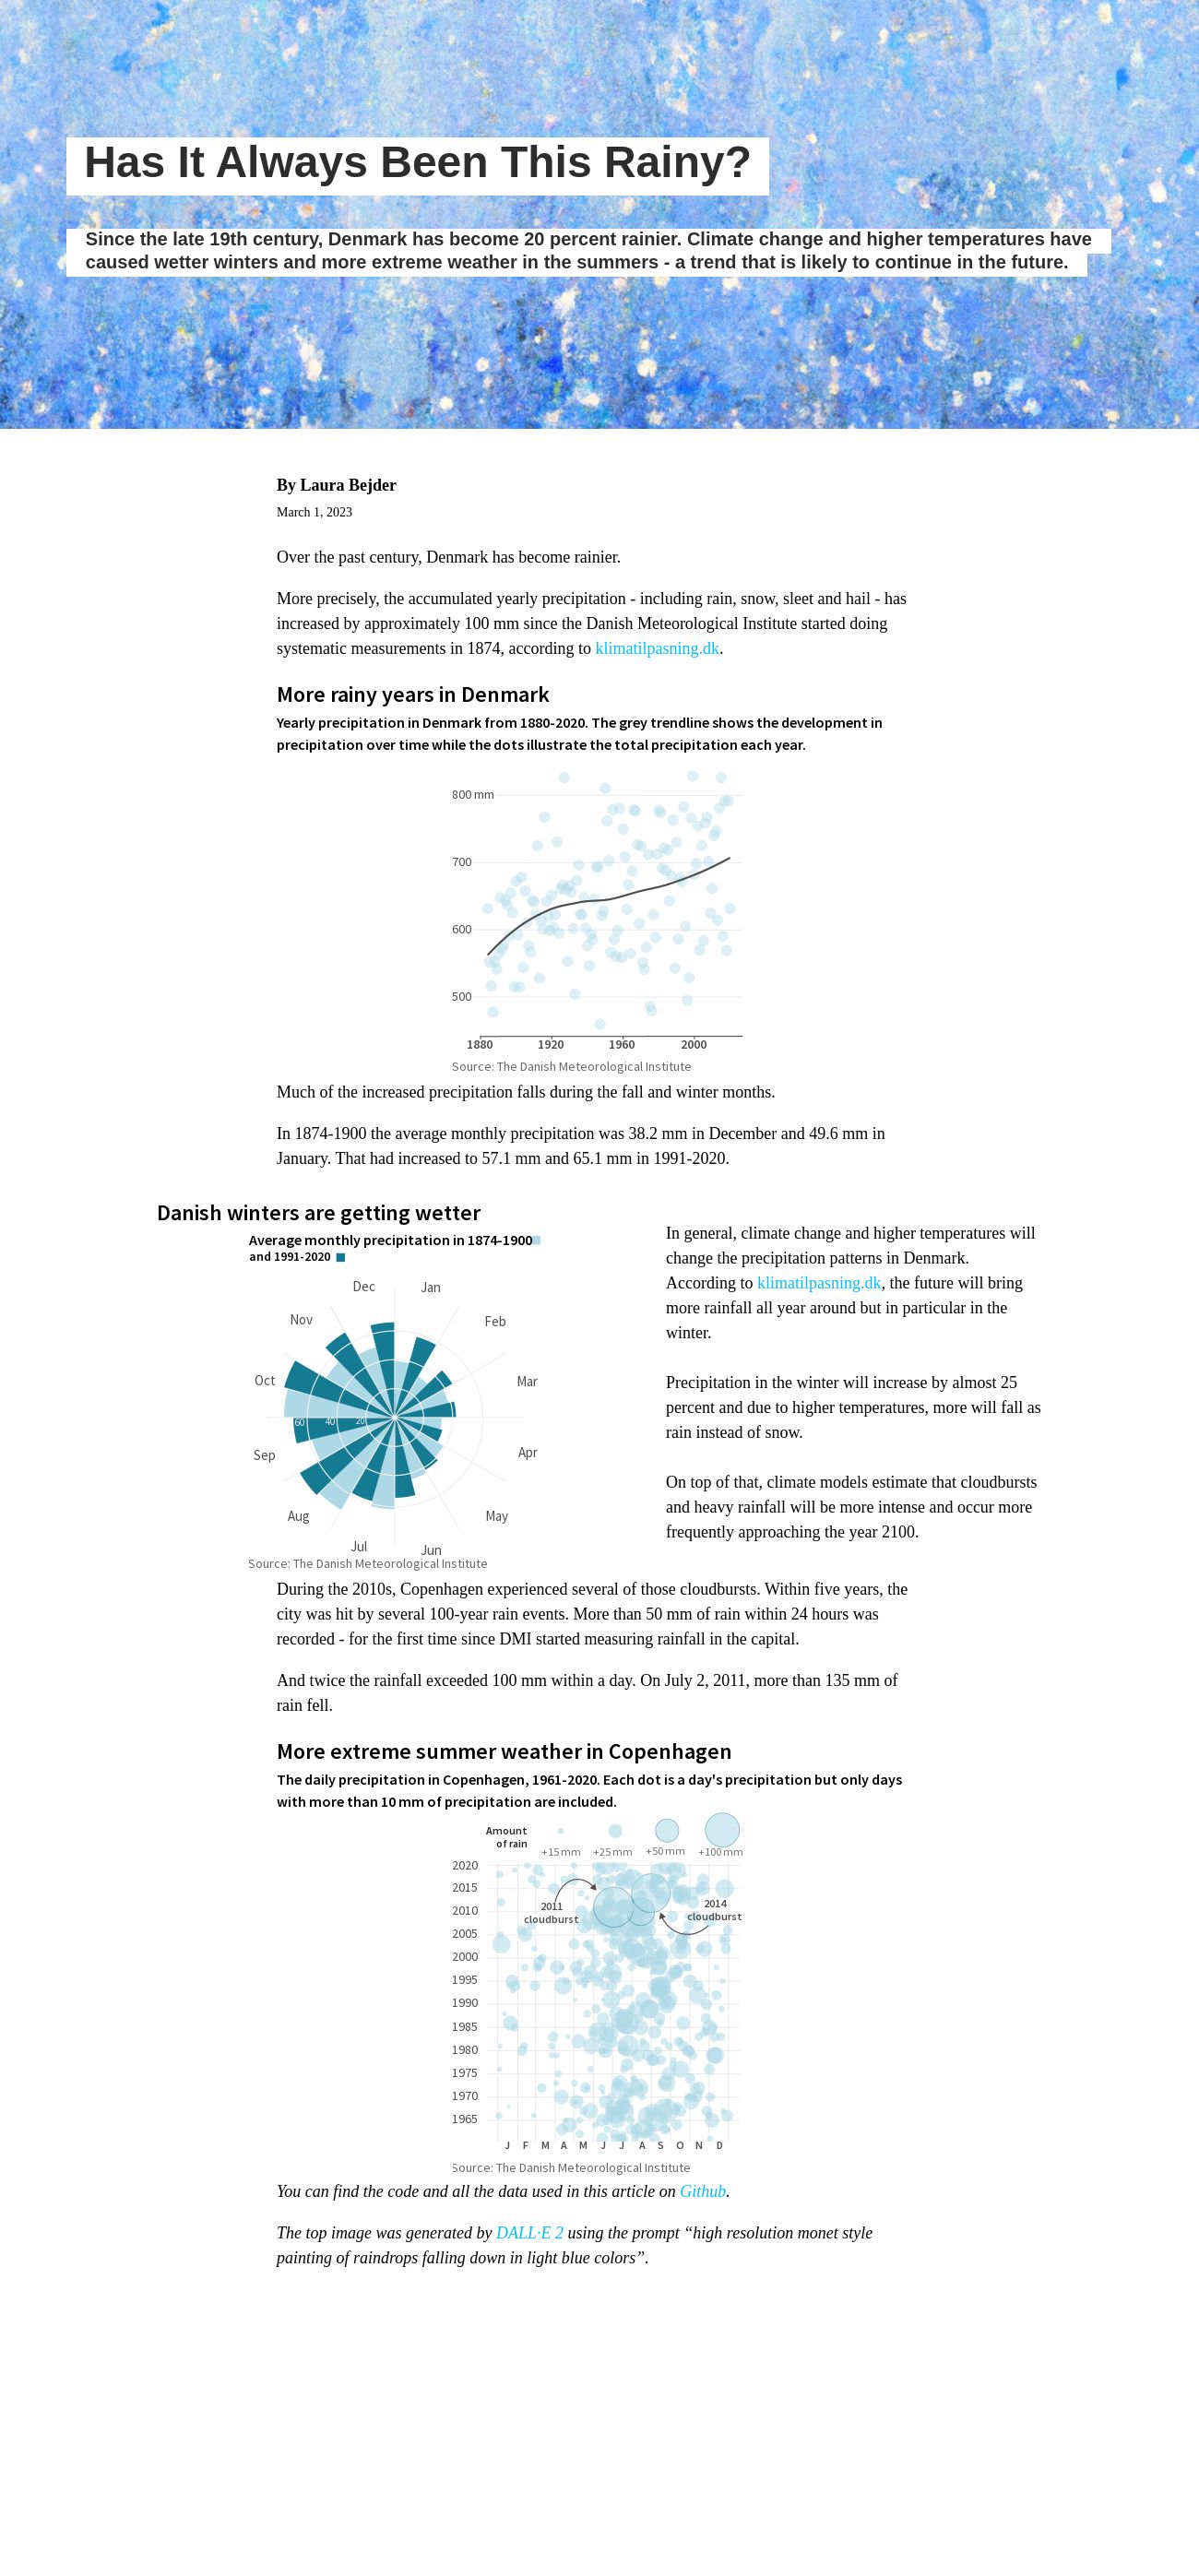 Has It Always Been This Rainy?
Since the late 19th century, Denmark has become 20 percent rainier. Climate change and higher temperatures have
caused wetter winters and more extreme weather in the summers - a trend that is likely to continue in the future.
By Laura Bejder
March 1, 2023
Over the past century, Denmark has become rainier.
More precisely, the accumulated yearly precipitation - including rain, snow, sleet and hail - has
increased by approximately 100 mm since the Danish Meteorological Institute started doing
systematic measurements in 1874, according to klimatilpasning.dk.
More rainy years in Denmark
Yearly precipitation in Denmark from 1880-2020. The grey trendline shows the development in
precipitation over time while the dots illustrate the total precipitation each year.
800 mm
700
600
500
1880 1920 1960 2000
Source: The Danish Meteorological Institute
Much of the increased precipitation falls during the fall and winter months.
In 1874-1900 the average monthly precipitation was 38.2 mm in December and 49.6 mm in
January. That had increased to 57.1 mm and 65.1 mm in 1991-2020.
Danish winters are getting wetter
Average monthly precipitation in 1874-1900
and 1991-2020
Dec Jan
Nov Feb
Oct Mar
60 40 20
Sep Apr
Aug May
Jul Jun
Source: The Danish Meteorological Institute
In general, climate change and higher temperatures will
change the precipitation patterns in Denmark.
According to klimatilpasning.dk, the future will bring
more rainfall all year around but in particular in the
winter.
Precipitation in the winter will increase by almost 25
percent and due to higher temperatures, more will fall as
rain instead of snow.
On top of that, climate models estimate that cloudbursts
and heavy rainfall will be more intense and occur more
frequently approaching the year 2100.
During the 2010s, Copenhagen experienced several of those cloudbursts. Within five years, the
city was hit by several 100-year rain events. More than 50 mm of rain within 24 hours was
recorded - for the first time since DMI started measuring rainfall in the capital.
And twice the rainfall exceeded 100 mm within a day. On July 2, 2011, more than 135 mm of
rain fell.
More extreme summer weather in Copenhagen
The daily precipitation in Copenhagen, 1961-2020. Each dot is a day's precipitation but only days
with more than 10 mm of precipitation are included.
Amount
of rain
+15 mm +25 mm +50 mm +100 mm
2020
2015
2010
2005
2000
1995
1990
1985
1980
1975
1970
1965
2011
cloudburst
2014
cloudburst
J F M A M J J A S O N D
Source: The Danish Meteorological Institute
You can find the code and all the data used in this article on Github.
The top image was generated by DALL·E 2 using the prompt “high resolution monet style
painting of raindrops falling down in light blue colors”.